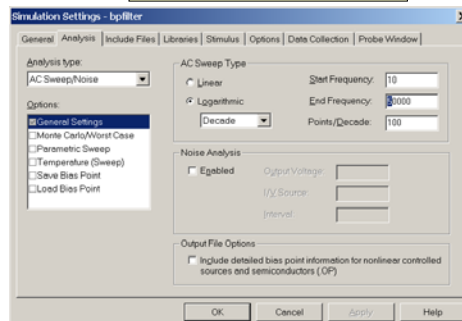 Simulation Settings - bpfilter
General Analysis Include Files Libraries Stimulus Options Data Collection Probe Window
Analysis type:
AC Sweep/Noise
Options:
General Settings
Monte Carlo/Worst Case
Parametric Sweep
Temperature (Sweep)
Save Bias Point
Load Bias Point
AC Sweep Type
Linear
Logarithmic
Decade
Start Frequency: 10
End Frequency: 50000
Points/Decade: 100
Noise Analysis
Enabled
Output Voltage:
I/V Source:
Interval:
Output File Options
Include detailed bias point information for nonlinear controlled
sources and semiconductors (.OP)
OK Cancel Apply Help